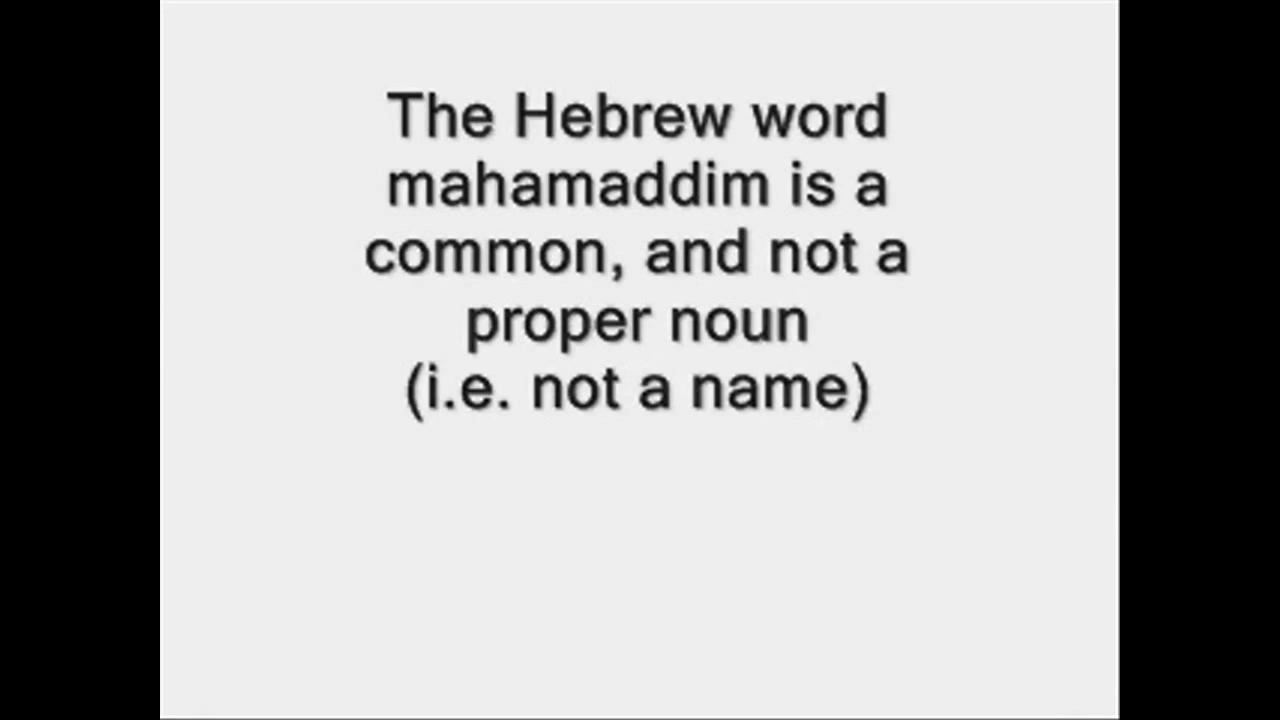 The Hebrew word
mahamaddim is a
common, and not a
proper noun
(i.e. not a name)